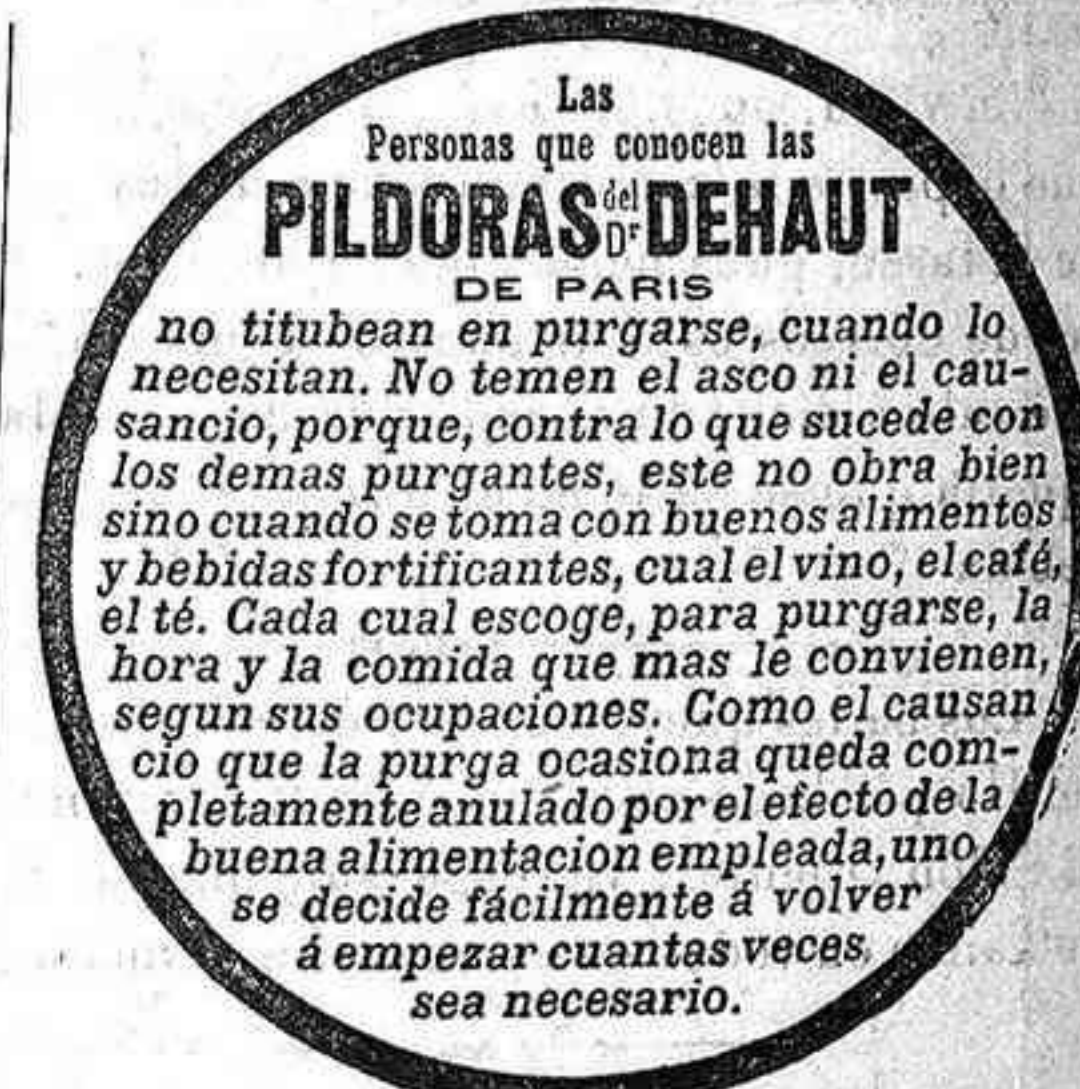 Las
Personas que conocen las
PILDORAS del Dr DEHAUT
DE PARIS
no titubean en purgarse, cuando lo
necesitan. No temen el asco ni el cau-
sancio, porque, contra lo que sucede con
los demas purgantes, este no obra bien
sino cuando se toma con buenos alimentos
y bebidas fortificantes, cual el vino, el café,
el té. Cada cual escoge, para purgarse, la
hora y la comida que mas le convienen,
segun sus ocupaciones. Como el causan
cio que la purga ocasiona queda com-
pletamente anulado por el efecto de la
buena alimentacion empleada, uno
se decide fácilmente á volver
á empezar cuantas veces
sea necesario.